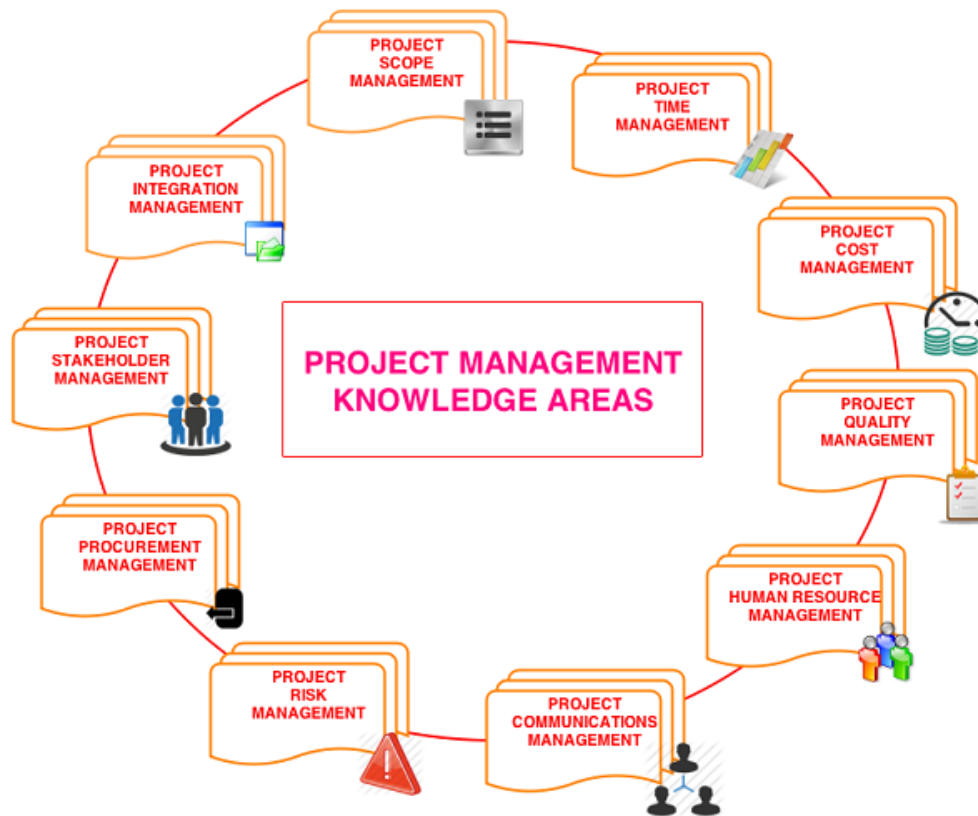 PROJECT
SCOPE
MANAGEMENT
PROJECT
TIME
MANAGEMENT
PROJECT
COST
MANAGEMENT
PROJECT
QUALITY
MANAGEMENT
PROJECT
HUMAN RESOURCE
MANAGEMENT
PROJECT
COMMUNICATIONS
MANAGEMENT
PROJECT
RISK
MANAGEMENT
PROJECT
PROCUREMENT
MANAGEMENT
PROJECT
STAKEHOLDER
MANAGEMENT
PROJECT
INTEGRATION
MANAGEMENT
PROJECT MANAGEMENT
KNOWLEDGE AREAS